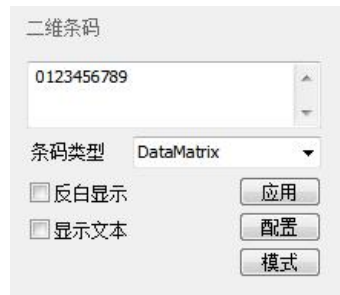 二维条码
0123456789
条码类型 DataMatrix
反白显示 应用
显示文本 配置
模式